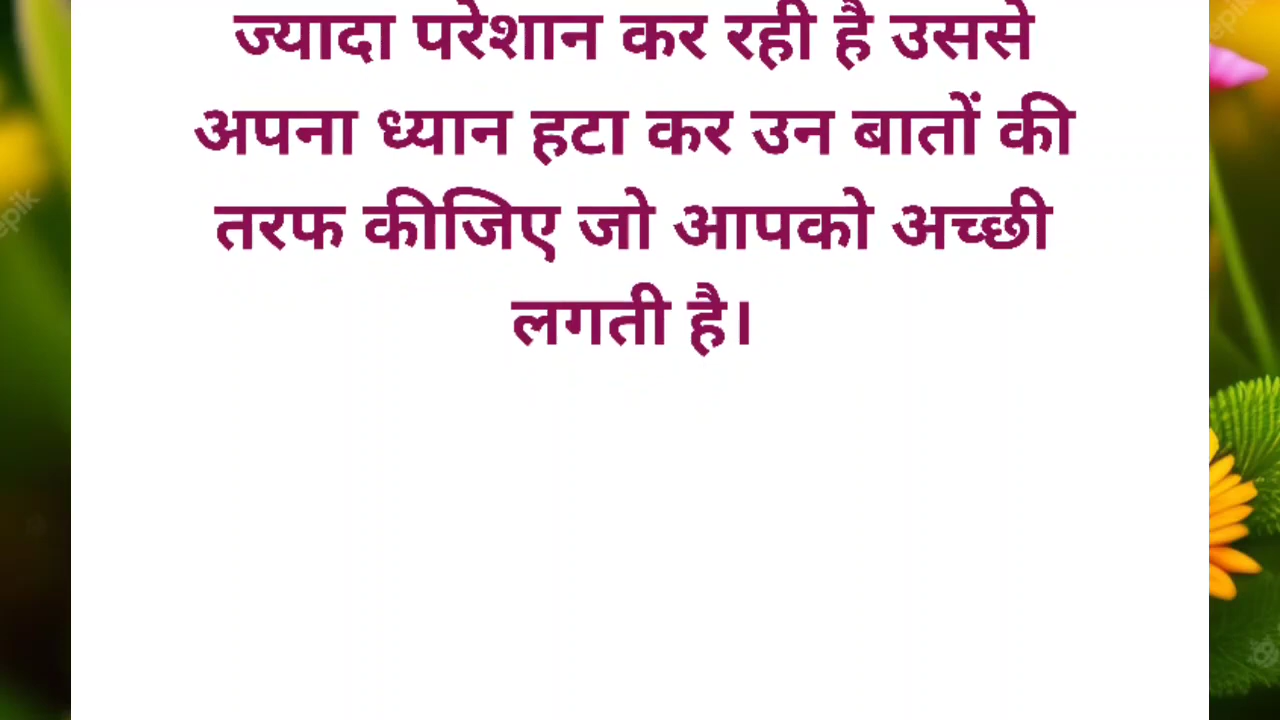 ज्यादा परेशान कर रही है उससे
अपना ध्यान हटा कर उन बातों की
तरफ कीजिए जो आपको अच्छी
लगती है।